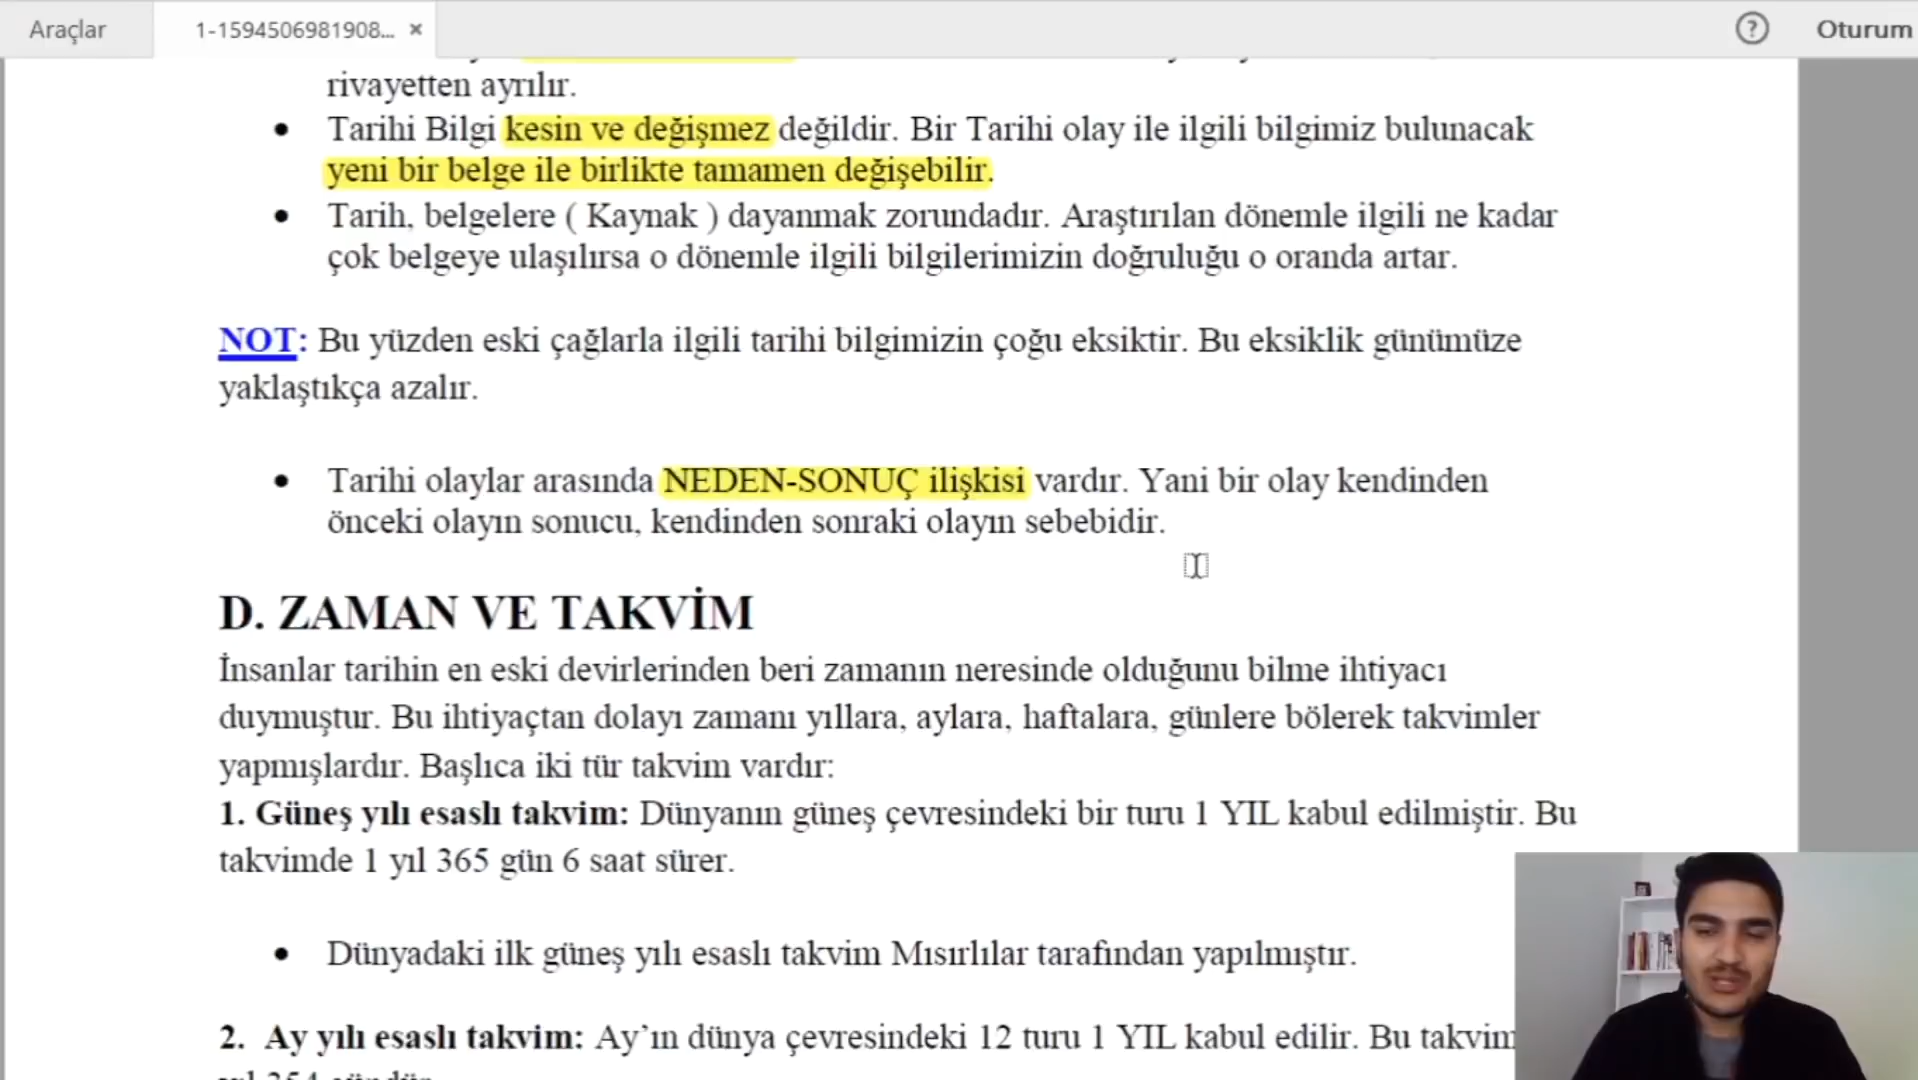 Araçlar
1-1594506981908...
Oturum
rivayetten ayrılır.
• Tarihi Bilgi kesin ve değişmez değildir. Bir Tarihi olay ile ilgili bilgimiz bulunacak
yeni bir belge ile birlikte tamamen değişebilir.
• Tarih, belgelere ( Kaynak ) dayanmak zorundadır. Araştırılan dönemle ilgili ne kadar
çok belgeye ulaşılırsa o dönemle ilgili bilgilerimizin doğruluğu o oranda artar.
NOT: Bu yüzden eski çağlarla ilgili tarihi bilgimizin çoğu eksiktir. Bu eksiklik günümüze
yaklaştıkça azalır.
• Tarihi olaylar arasında NEDEN-SONUÇ ilişkisi vardır. Yani bir olay kendinden
önceki olayın sonucu, kendinden sonraki olayın sebebidir.
D. ZAMAN VE TAKVİM
İnsanlar tarihin en eski devirlerinden beri zamanın neresinde olduğunu bilme ihtiyacı
duymuştur. Bu ihtiyaçtan dolayı zamanı yıllara, aylara, haftalara, günlere bölerek takvimler
yapmışlardır. Başlıca iki tür takvim vardır:
1. Güneş yılı esaslı takvim: Dünyanın güneş çevresindeki bir turu 1 YIL kabul edilmiştir. Bu
takvimde 1 yıl 365 gün 6 saat sürer.
• Dünyadaki ilk güneş yılı esaslı takvim Mısırlılar tarafından yapılmıştır.
2. Ay yılı esaslı takvim: Ay’ın dünya çevresindeki 12 turu 1 YIL kabul edilir. Bu takvim